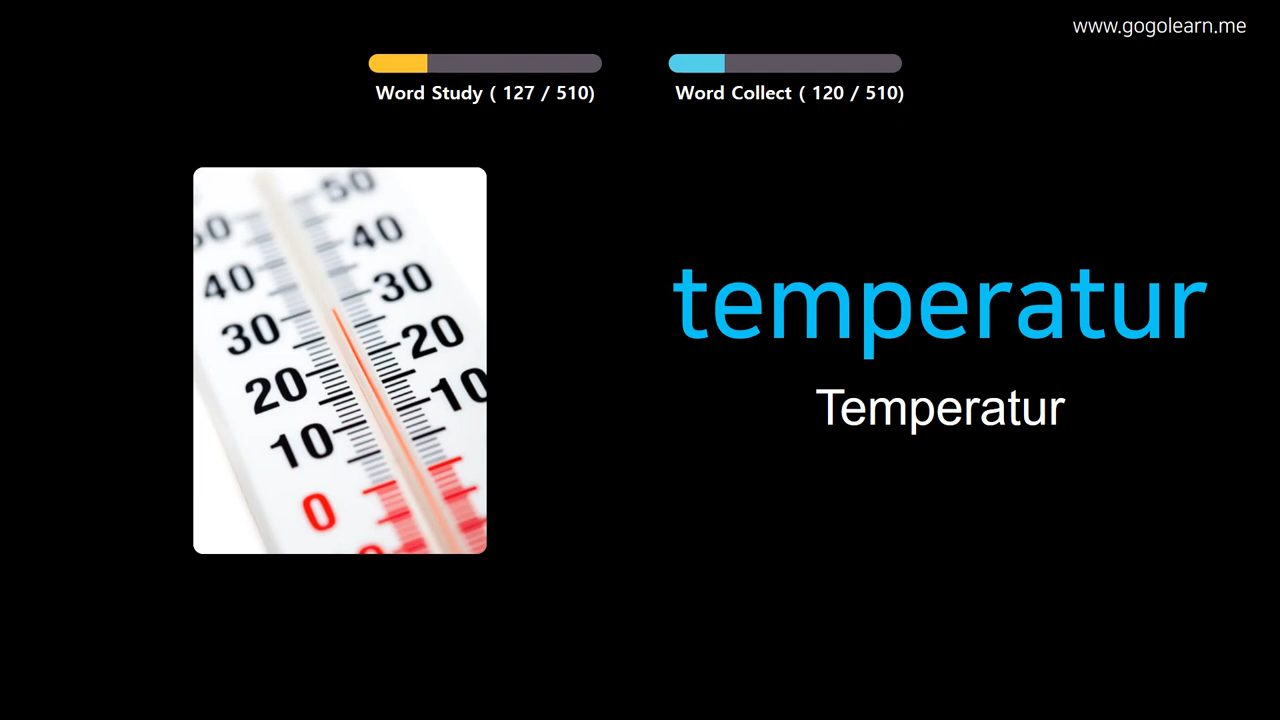 www.gogolearn.me
Word Study ( 127 / 510)
Word Collect ( 120 / 510)
50
50 40
40 30
30 20
20 10
10
0
temperatur
Temperatur